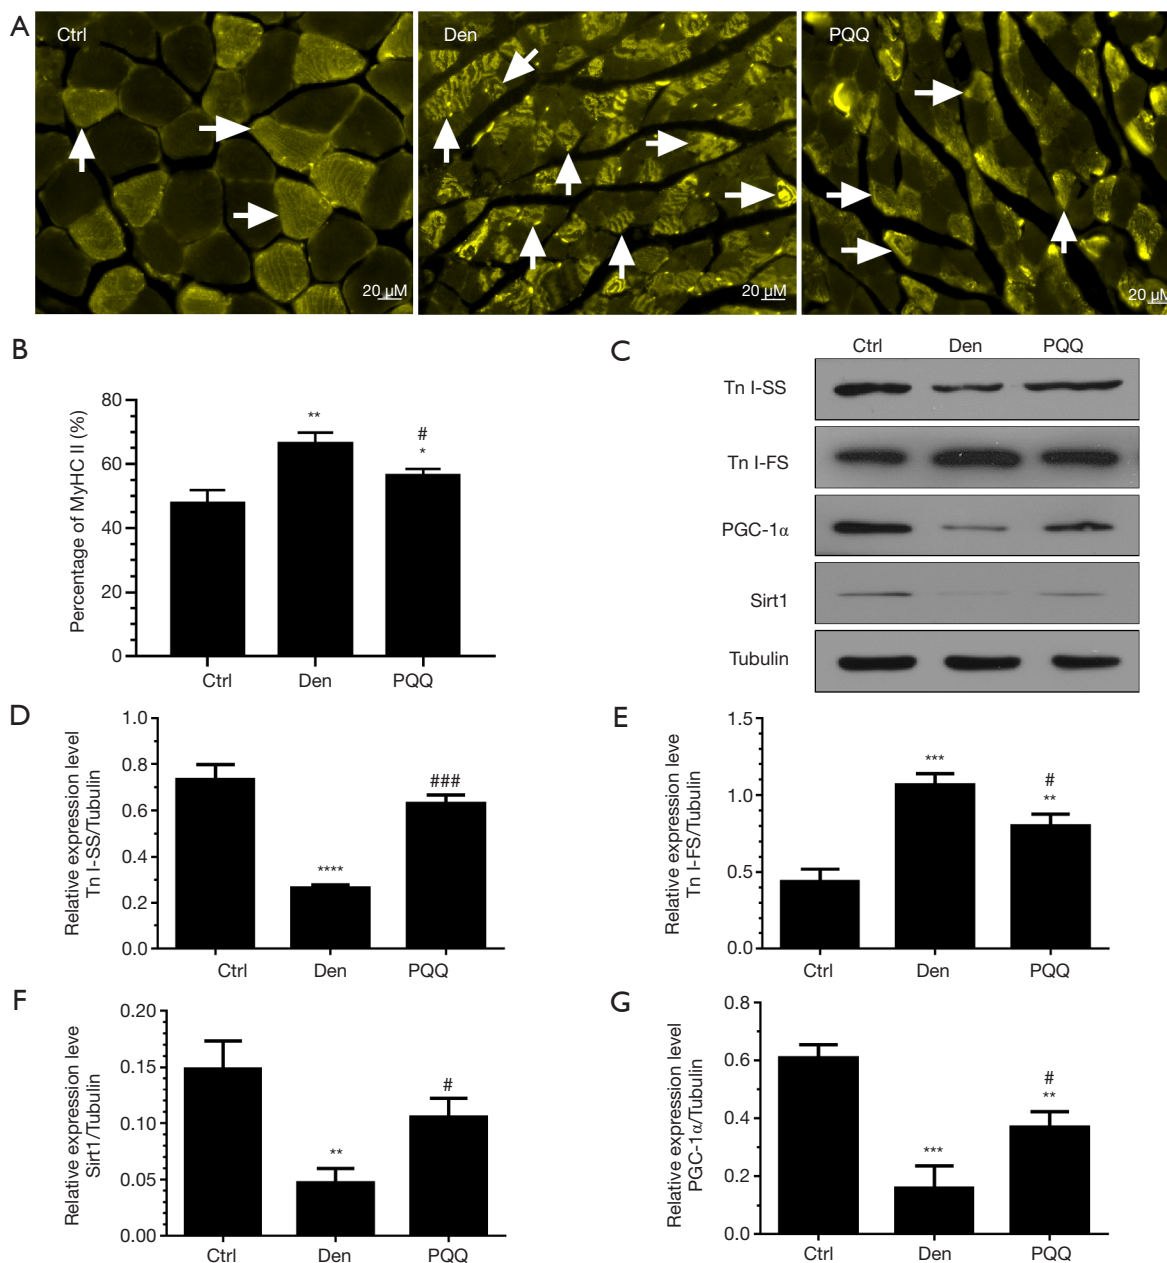 A
Ctrl
Den
PQQ
20 µM
20 µM
20 µM
B
Percentage of MyHC II (%)
80
60
40
20
0
**
#
*
Ctrl
Den
PQQ
C
Ctrl
Den
PQQ
Tn I-SS
Tn I-FS
PGC-1α
Sirt1
Tubulin
D
Relative expression level
Tn I-SS/Tubulin
1.0
0.8
0.6
0.4
0.2
0.0
****
###
Ctrl
Den
PQQ
E
Relative expression leve
Tn I-FS/Tubulin
1.5
1.0
0.5
0.0
***
#
**
Ctrl
Den
PQQ
F
Relative expression leve
Sirt1/Tubulin
0.20
0.15
0.10
0.05
0.00
**
#
Ctrl
Den
PQQ
G
Relative expression level
PGC-1α/Tubulin
0.8
0.6
0.4
0.2
0.0
***
#
**
Ctrl
Den
PQQ